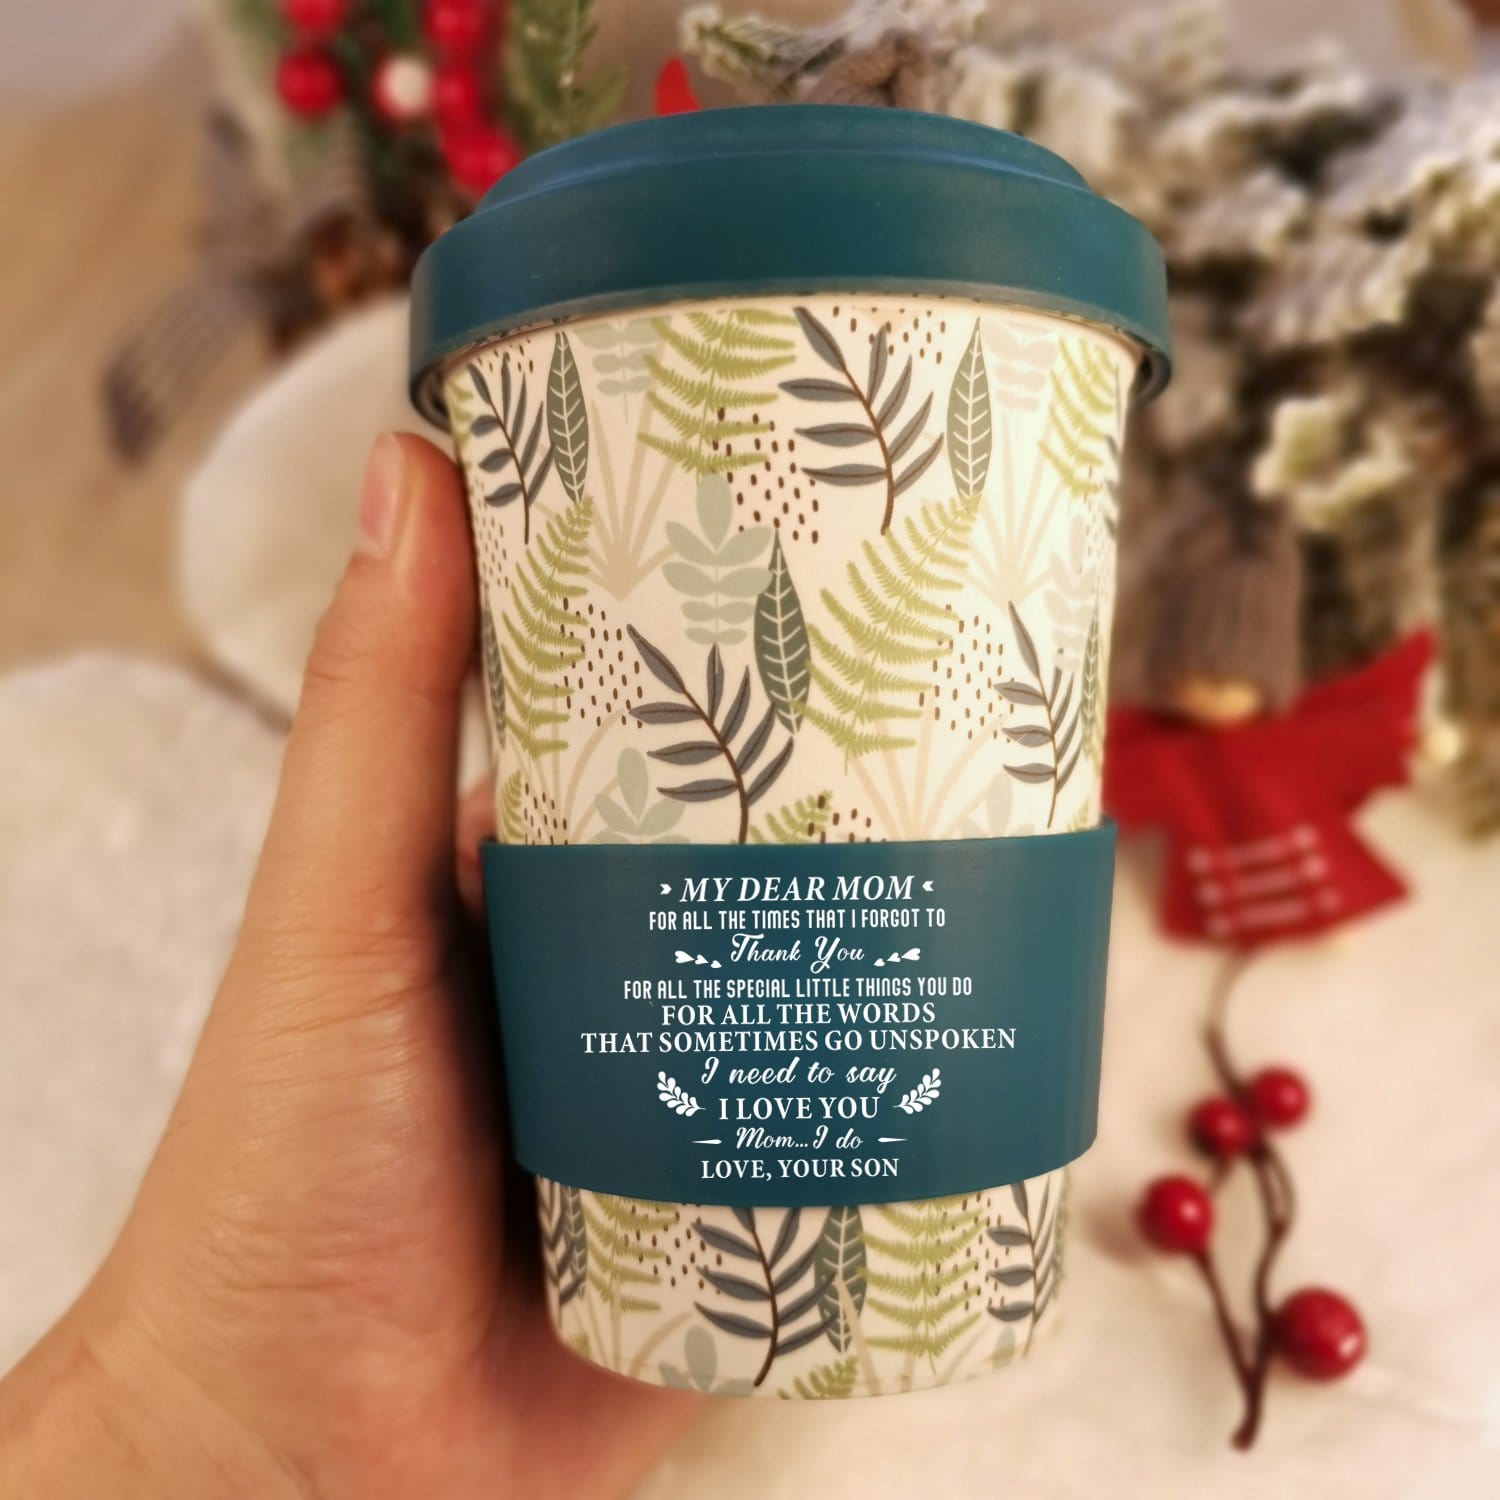 MY DEAR MOM
FOR ALL THE TIMES THAT I FORGOT TO
Thank You
FOR ALL THE SPECIAL LITTLE THINGS YOU DO
FOR ALL THE WORDS
THAT SOMETIMES GO UNSPOKEN
I need to say
I LOVE YOU
Mom...I do
LOVE, YOUR SON